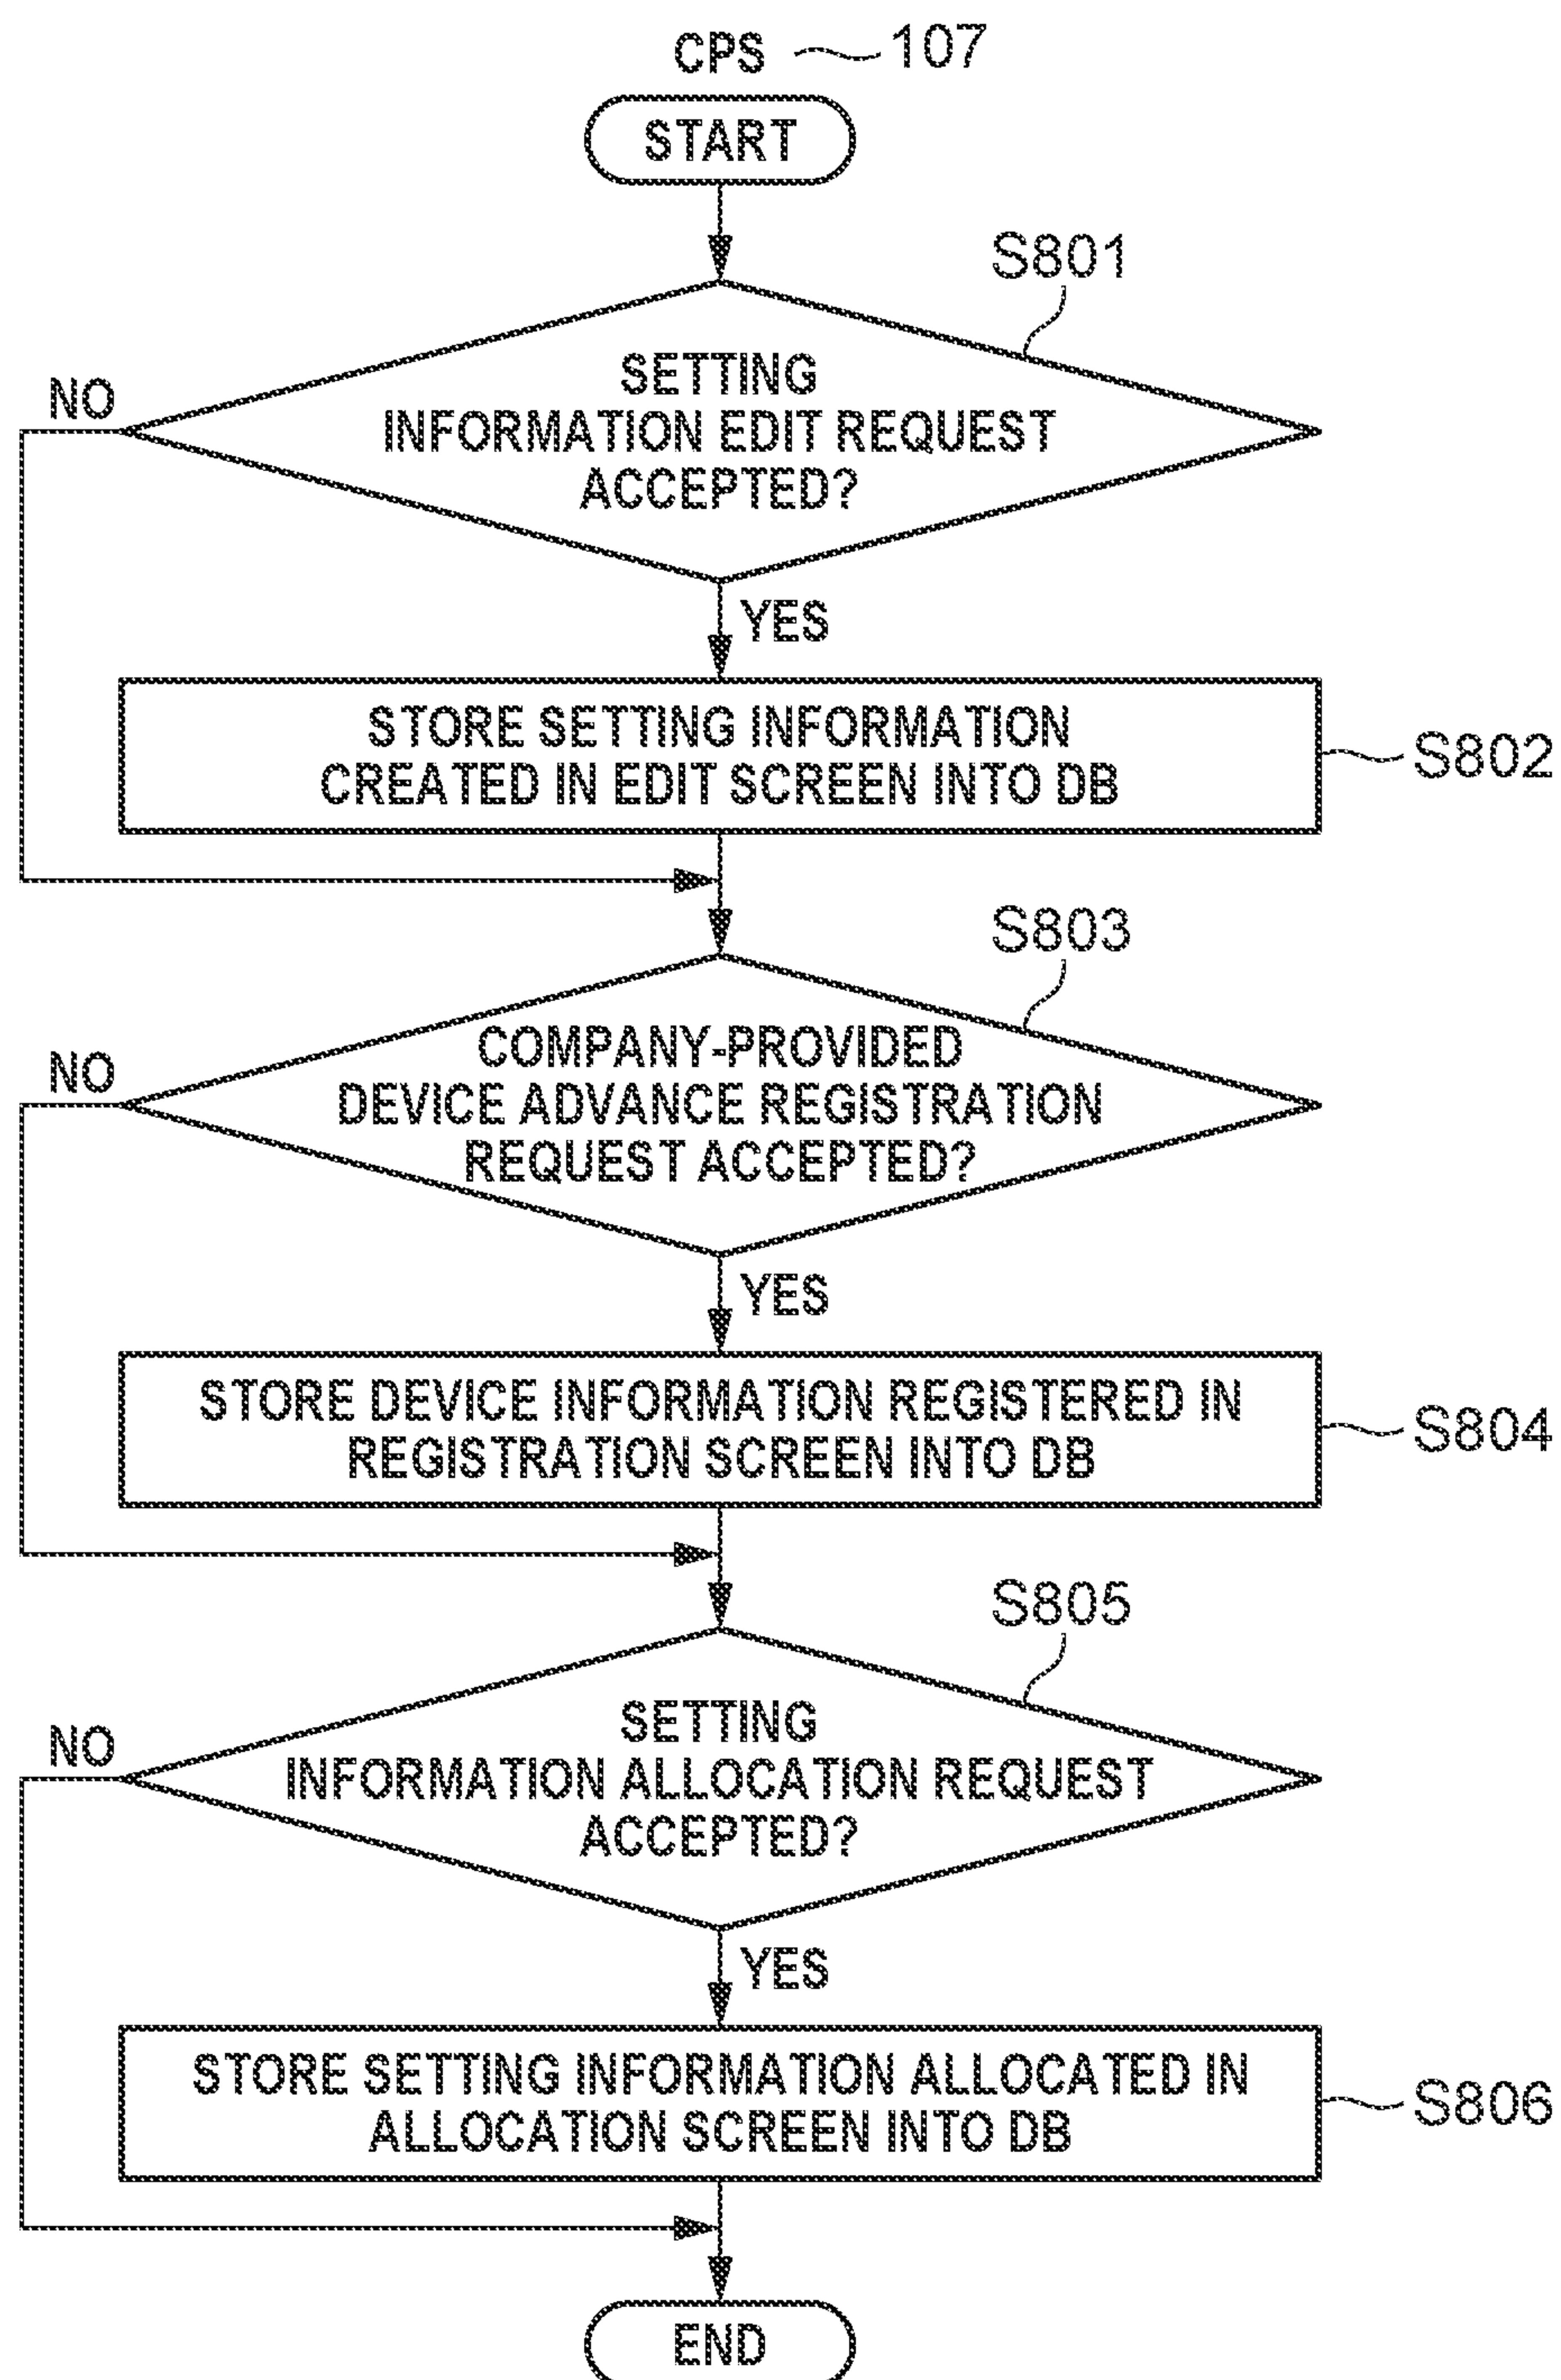 CPS 107
START
S801
SETTING
INFORMATION EDIT REQUEST
ACCEPTED?
NO
YES
STORE SETTING INFORMATION
CREATED IN EDIT SCREEN INTO DB
S802
S803
COMPANY-PROVIDED
DEVICE ADVANCE REGISTRATION
REQUEST ACCEPTED?
NO
YES
STORE DEVICE INFORMATION REGISTERED IN
REGISTRATION SCREEN INTO DB
S804
S805
SETTING
INFORMATION ALLOCATION REQUEST
ACCEPTED?
NO
YES
STORE SETTING INFORMATION ALLOCATED IN
ALLOCATION SCREEN INTO DB
S806
END